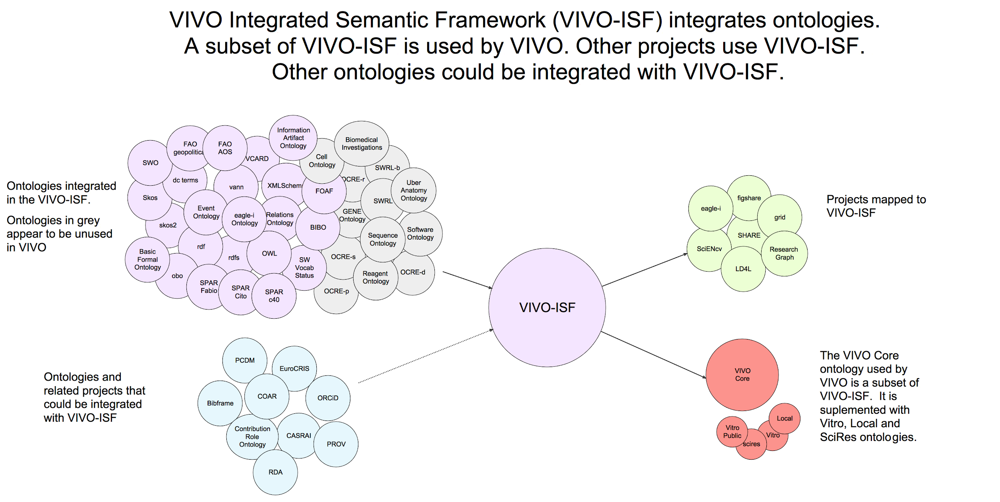 VIVO Integrated Semantic Framework (VIVO-ISF) integrates ontologies.
A subset of VIVO-ISF is used by VIVO. Other projects use VIVO-ISF.
Other ontologies could be integrated with VIVO-ISF.
Ontologies integrated
in the VIVO-ISF.
Ontologies in grey
appear to be unused
in VIVO
SWO
FAO
geopolitica
FAO
AOS
VCARD
Information
Artifact
Ontology
Cell
Ontology
Biomedical
Investigations
SWRL-b
dc terms
vann
XMLSchem
FOAF
OCRE-r
Uber
Anatomy
Ontology
Skos
Event
Ontology
eagle-i
Ontology
Relations
Ontology
GENE
Ontology
SWRL
skos2
BIBO
Sequence
Ontology
Software
Ontology
Basic
Formal
Ontology
rdf
rdfs
OWL
SW
Vocab
Status
OCRE-s
Reagent
Ontology
OCRE-d
obo
SPAR
Fabio
SPAR
Cito
SPAR
c40
OCRE-p
VIVO-ISF
eagle-i
figshare
grid
SHARE
SciENcv
Research
Graph
LD4L
Projects mapped to
VIVO-ISF
Ontologies and
related projects that
could be integrated
with VIVO-ISF
PCDM
EuroCRIS
COAR
ORCiD
Bibframe
Contribution
Role
Ontology
CASRAI
PROV
RDA
VIVO
Core
Local
Vitro
Public
Vitro
scires
The VIVO Core
ontology used by
VIVO is a subset of
VIVO-ISF. It is
suplemented with
Vitro, Local and
SciRes ontologies.